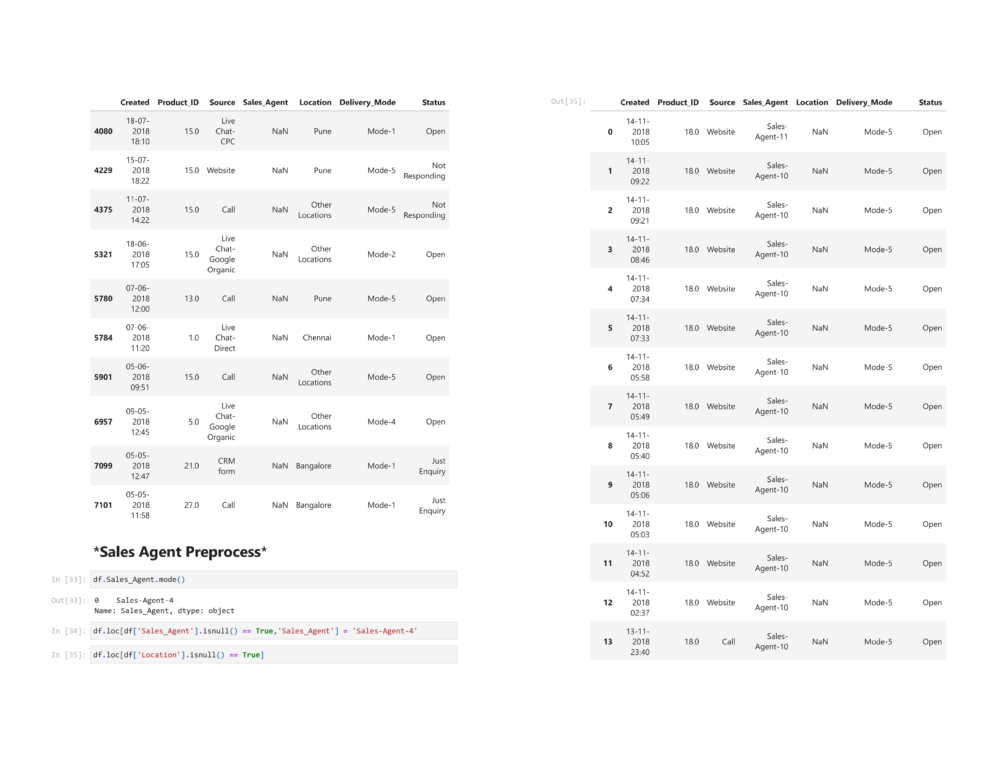 Created Product_ID Source Sales_Agent Location Delivery_Mode Status
4080 18-07-2018 18:10 15.0 Live Chat-CPC NaN Pune Mode-1 Open
4229 15-07-2018 18:22 15.0 Website NaN Pune Mode-5 Not Responding
4375 11-07-2018 14:22 15.0 Call NaN Other Locations Mode-5 Not Responding
5321 18-06-2018 17:05 15.0 Live Chat-Google Organic NaN Other Locations Mode-2 Open
5780 07-06-2018 12:00 13.0 Call NaN Pune Mode-5 Open
5784 07-06-2018 11:20 1.0 Live Chat-Direct NaN Chennai Mode-1 Open
5901 05-06-2018 09:51 15.0 Call NaN Other Locations Mode-5 Open
6957 09-05-2018 12:45 5.0 Live Chat-Google Organic NaN Other Locations Mode-4 Open
7099 05-05-2018 12:47 21.0 CRM form NaN Bangalore Mode-1 Just Enquiry
7101 05-05-2018 11:58 27.0 Call NaN Bangalore Mode-1 Just Enquiry
*Sales Agent Preprocess*
In [33]: df.Sales_Agent.mode()
Out[33]: 0 Sales-Agent-4
Name: Sales_Agent, dtype: object
In [34]: df.loc[df['Sales_Agent'].isnull() == True,'Sales_Agent'] = 'Sales-Agent-4'
In [35]: df.loc[df['Location'].isnull() == True]
Out[35]: Created Product_ID Source Sales_Agent Location Delivery_Mode Status
0 14-11-2018 10:05 18.0 Website Sales-Agent-11 NaN Mode-5 Open
1 14-11-2018 09:22 18.0 Website Sales-Agent-10 NaN Mode-5 Open
2 14-11-2018 09:21 18.0 Website Sales-Agent-10 NaN Mode-5 Open
3 14-11-2018 08:46 18.0 Website Sales-Agent-10 NaN Mode-5 Open
4 14-11-2018 07:34 18.0 Website Sales-Agent-10 NaN Mode-5 Open
5 14-11-2018 07:33 18.0 Website Sales-Agent-10 NaN Mode-5 Open
6 14-11-2018 05:58 18.0 Website Sales-Agent-10 NaN Mode-5 Open
7 14-11-2018 05:49 18.0 Website Sales-Agent-10 NaN Mode-5 Open
8 14-11-2018 05:40 18.0 Website Sales-Agent-10 NaN Mode-5 Open
9 14-11-2018 05:06 18.0 Website Sales-Agent-10 NaN Mode-5 Open
10 14-11-2018 05:03 18.0 Website Sales-Agent-10 NaN Mode-5 Open
11 14-11-2018 04:52 18.0 Website Sales-Agent-10 NaN Mode-5 Open
12 14-11-2018 02:37 18.0 Website Sales-Agent-10 NaN Mode-5 Open
13 13-11-2018 23:40 18.0 Call Sales-Agent-10 NaN Mode-5 Open